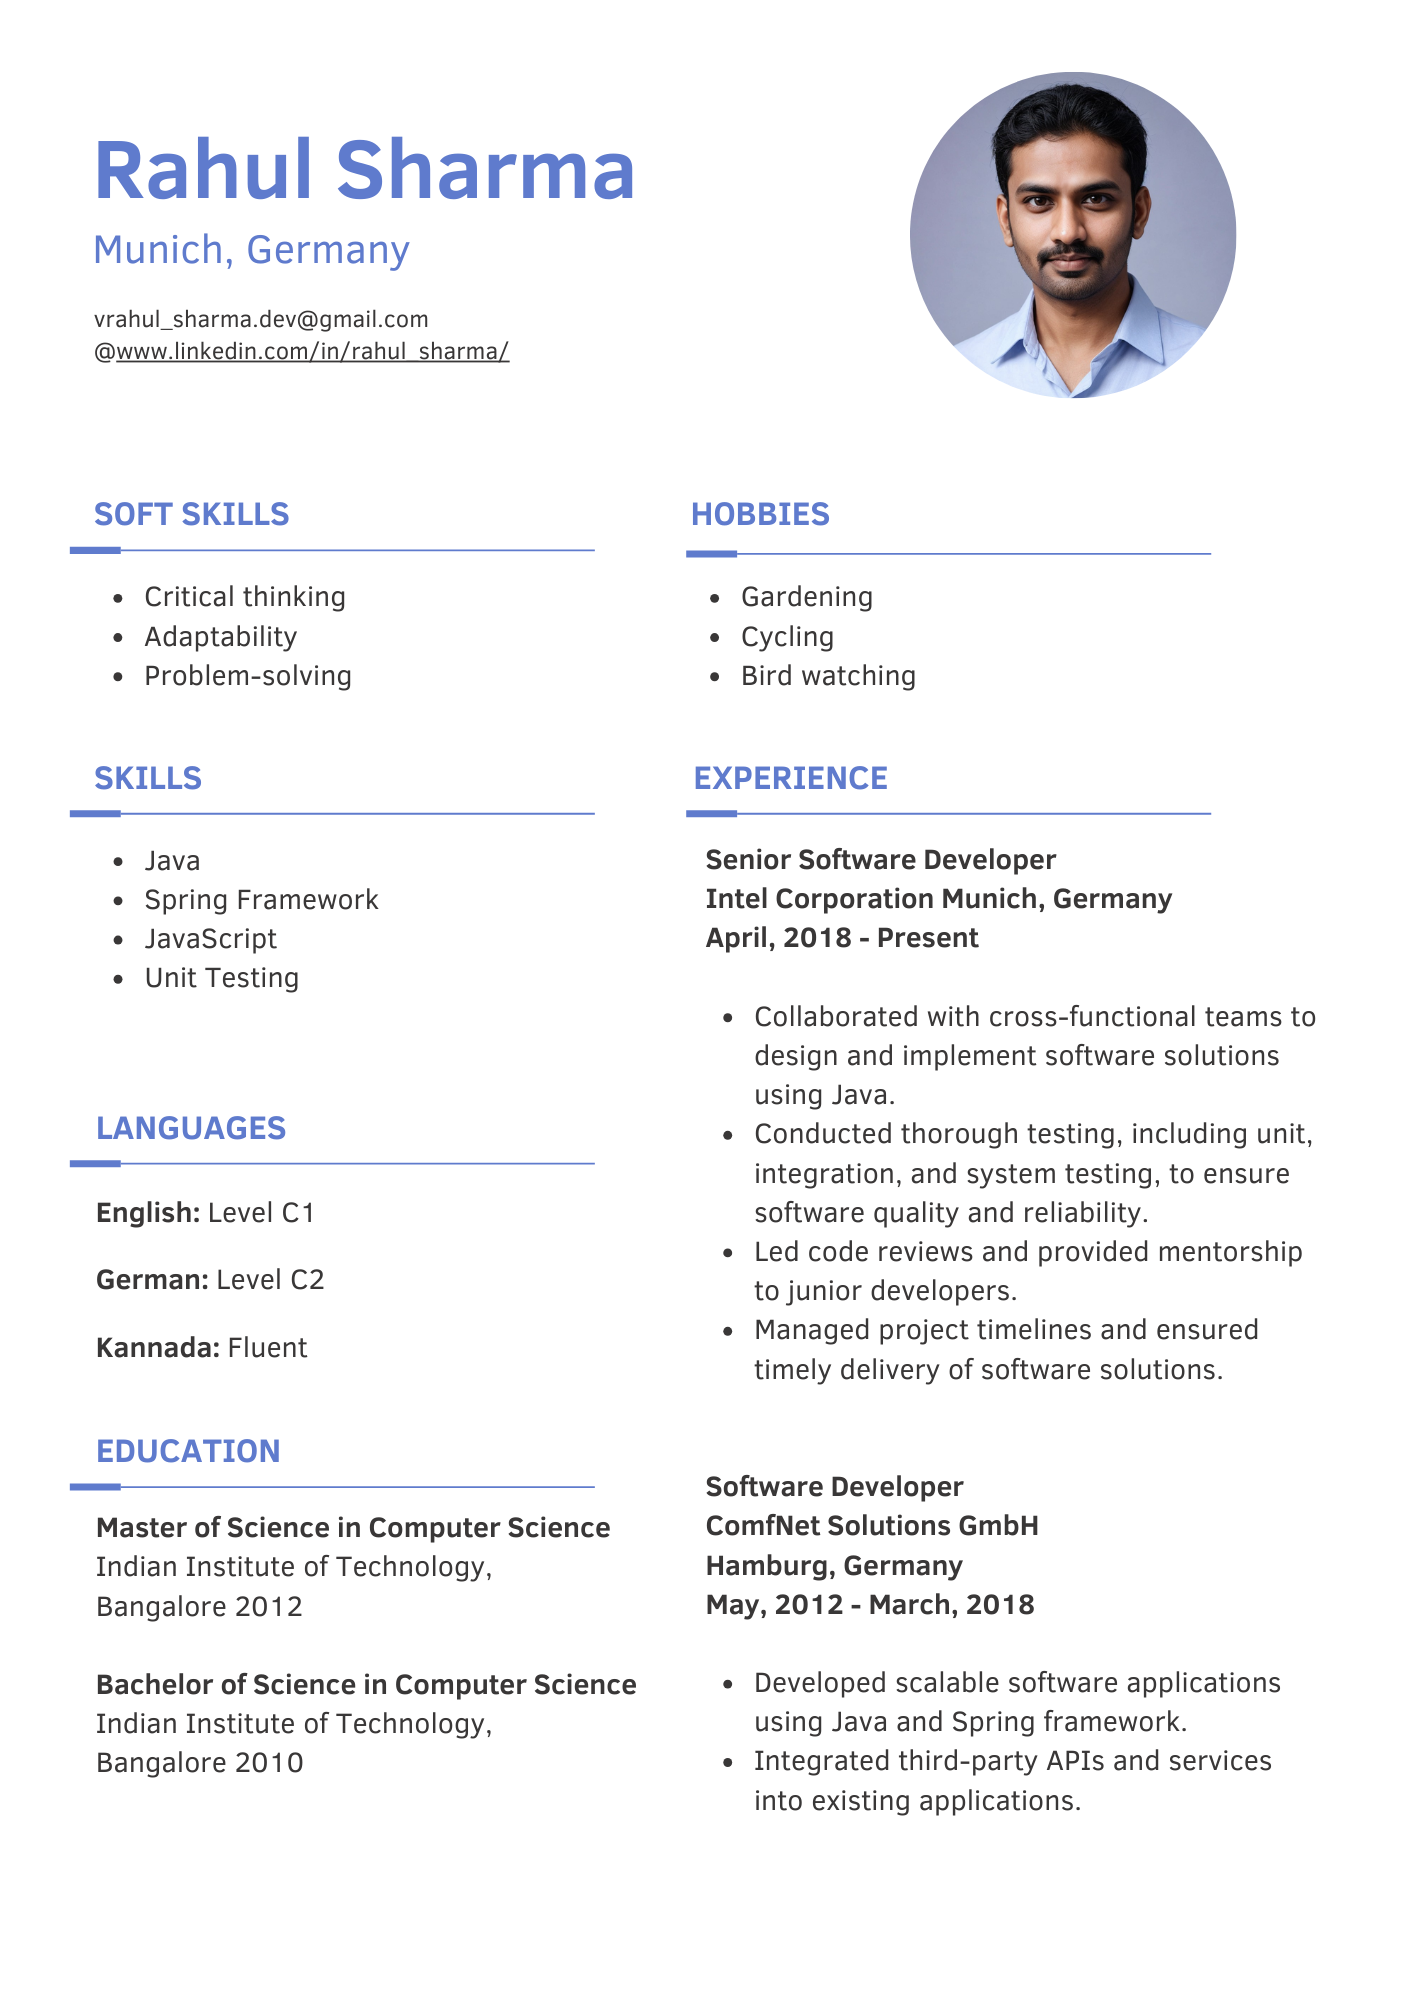 Rahul Sharma
Munich, Germany
vrahul_sharma.dev@gmail.com
@www.linkedin.com/in/rahul_sharma/
SOFT SKILLS
• Critical thinking
• Adaptability
• Problem-solving
HOBBIES
• Gardening
• Cycling
• Bird watching
SKILLS
• Java
• Spring Framework
• JavaScript
• Unit Testing
LANGUAGES
English: Level C1
German: Level C2
Kannada: Fluent
EDUCATION
Master of Science in Computer Science
Indian Institute of Technology,
Bangalore 2012
Bachelor of Science in Computer Science
Indian Institute of Technology,
Bangalore 2010
EXPERIENCE
Senior Software Developer
Intel Corporation Munich, Germany
April, 2018 - Present
• Collaborated with cross-functional teams to
design and implement software solutions
using Java.
• Conducted thorough testing, including unit,
integration, and system testing, to ensure
software quality and reliability.
• Led code reviews and provided mentorship
to junior developers.
• Managed project timelines and ensured
timely delivery of software solutions.
Software Developer
ComfNet Solutions GmbH
Hamburg, Germany
May, 2012 - March, 2018
• Developed scalable software applications
using Java and Spring framework.
• Integrated third-party APIs and services
into existing applications.